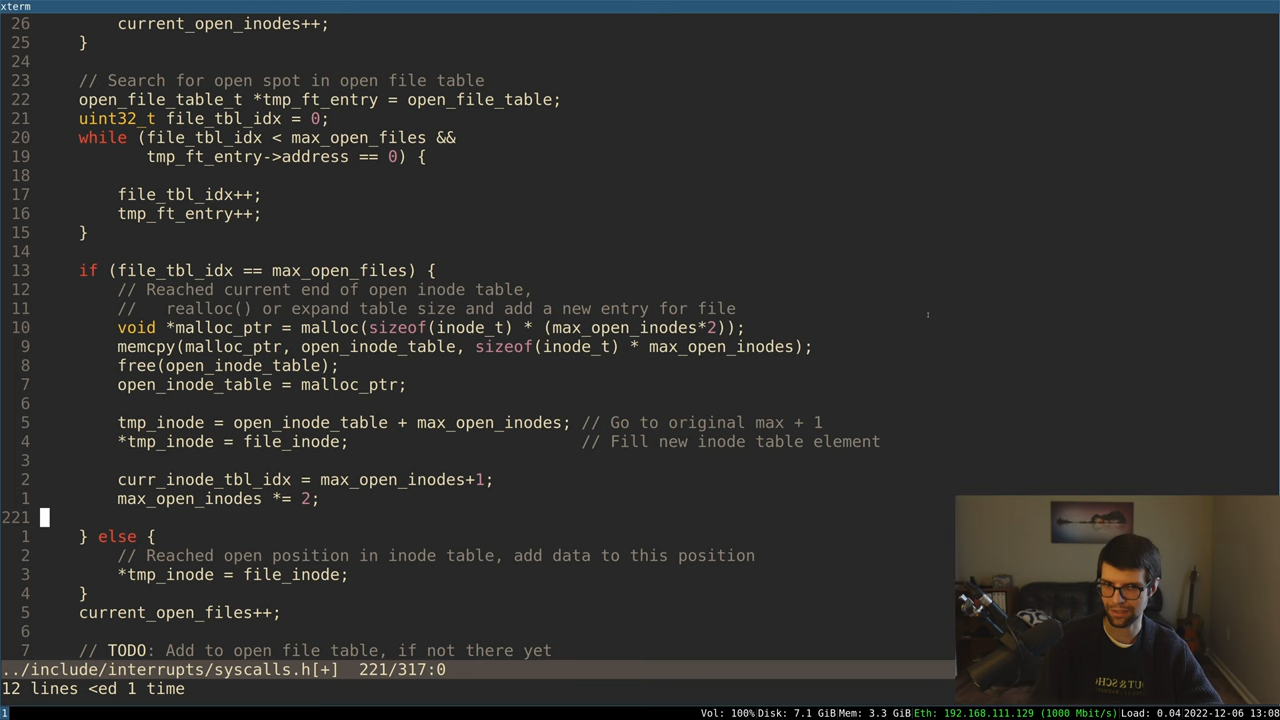 xterm
26         current_open_inodes++;
25     }
24
23     // Search for open spot in open file table
22     open_file_table_t *tmp_ft_entry = open_file_table;
21     uint32_t file_tbl_idx = 0;
20     while (file_tbl_idx < max_open_files &&
19            tmp_ft_entry->address == 0) {
18
17         file_tbl_idx++;
16         tmp_ft_entry++;
15     }
14
13     if (file_tbl_idx == max_open_files) {
12         // Reached current end of open inode table,
11         //   realloc() or expand table size and add a new entry for file
10         void *malloc_ptr = malloc(sizeof(inode_t) * (max_open_inodes*2));
9         memcpy(malloc_ptr, open_inode_table, sizeof(inode_t) * max_open_inodes);
8         free(open_inode_table);
7         open_inode_table = malloc_ptr;
6
5         tmp_inode = open_inode_table + max_open_inodes; // Go to original max + 1
4         *tmp_inode = file_inode;                        // Fill new inode table element
3
2         curr_inode_tbl_idx = max_open_inodes+1;
1         max_open_inodes *= 2;
221
1     } else {
2         // Reached open position in inode table, add data to this position
3         *tmp_inode = file_inode;
4     }
5     current_open_files++;
6
7     // TODO: Add to open file table, if not there yet
../include/interrupts/syscalls.h[+]  221/317:0
12 lines <ed 1 time
1 Vol: 100% Disk: 7.1 GiB Mem: 3.3 GiB Eth: 192.168.111.129 (1000 Mbit/s) Load: 0.04 2022-12-06 13:08